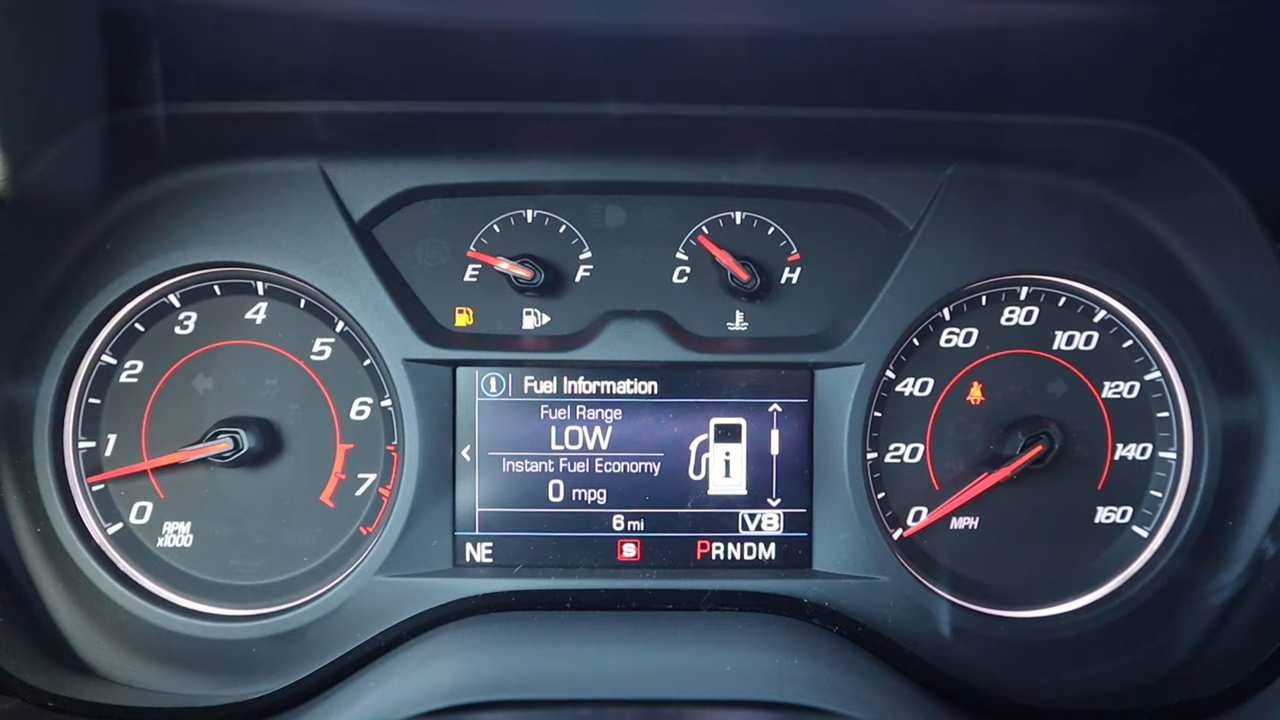 E F
C H
0 1 2 3 4 5 6 7
RPM
x1000
i Fuel Information
Fuel Range
LOW
Instant Fuel Economy
0 mpg
i
6 mi V8
NE S PRNDM
0 20 40 60 80 100 120 140 160
MPH